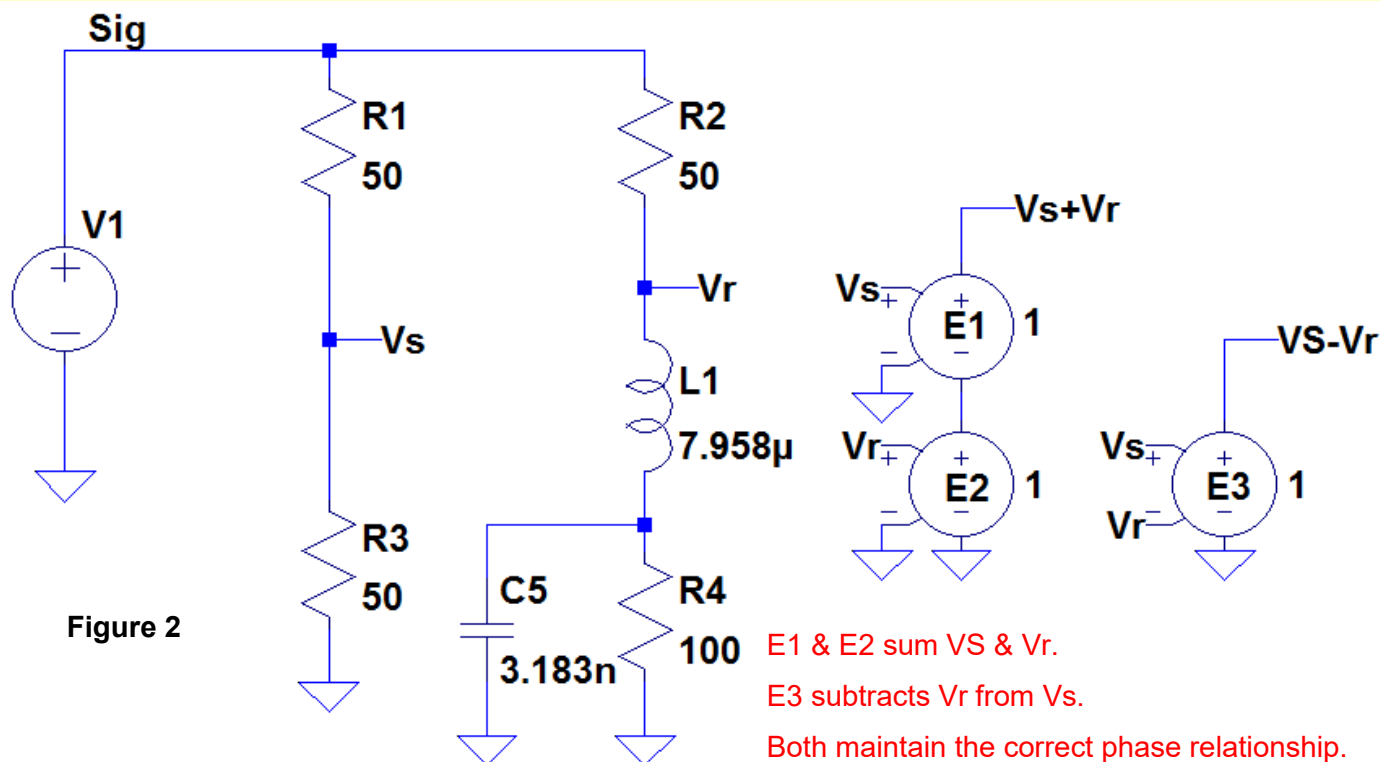 Sig
R1
50
R2
50
V1
Vs
Vr
L1
7.958µ
R3
50
C5
3.183n
R4
100
Vs+Vr
Vs
E1
1
Vr
E2
1
VS-Vr
Vs
E3
1
Vr
Figure 2
E1 & E2 sum VS & Vr.
E3 subtracts Vr from Vs.
Both maintain the correct phase relationship.